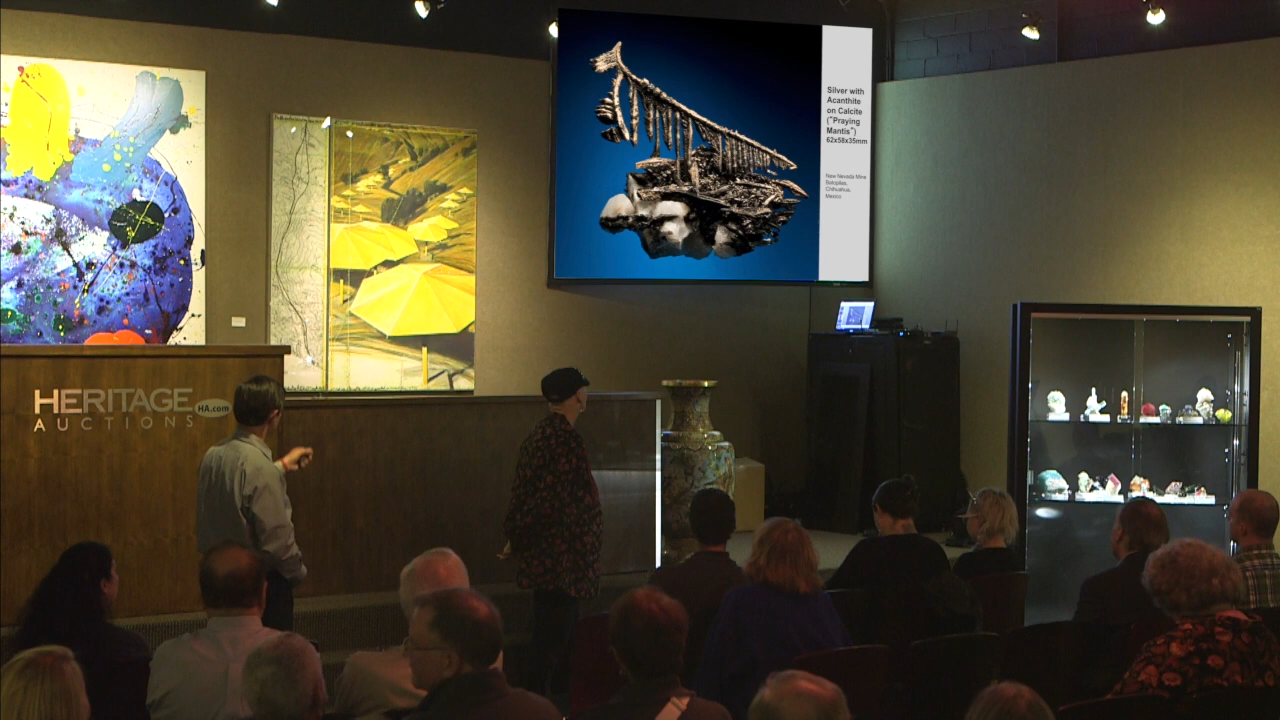 Silver with
Acanthite
on Calcite
("Praying
Mantis")
62x58x35mm
New Nevada Mine
Batopilas,
Chihuahua,
Mexico
HERITAGE
HA.com
AUCTIONS